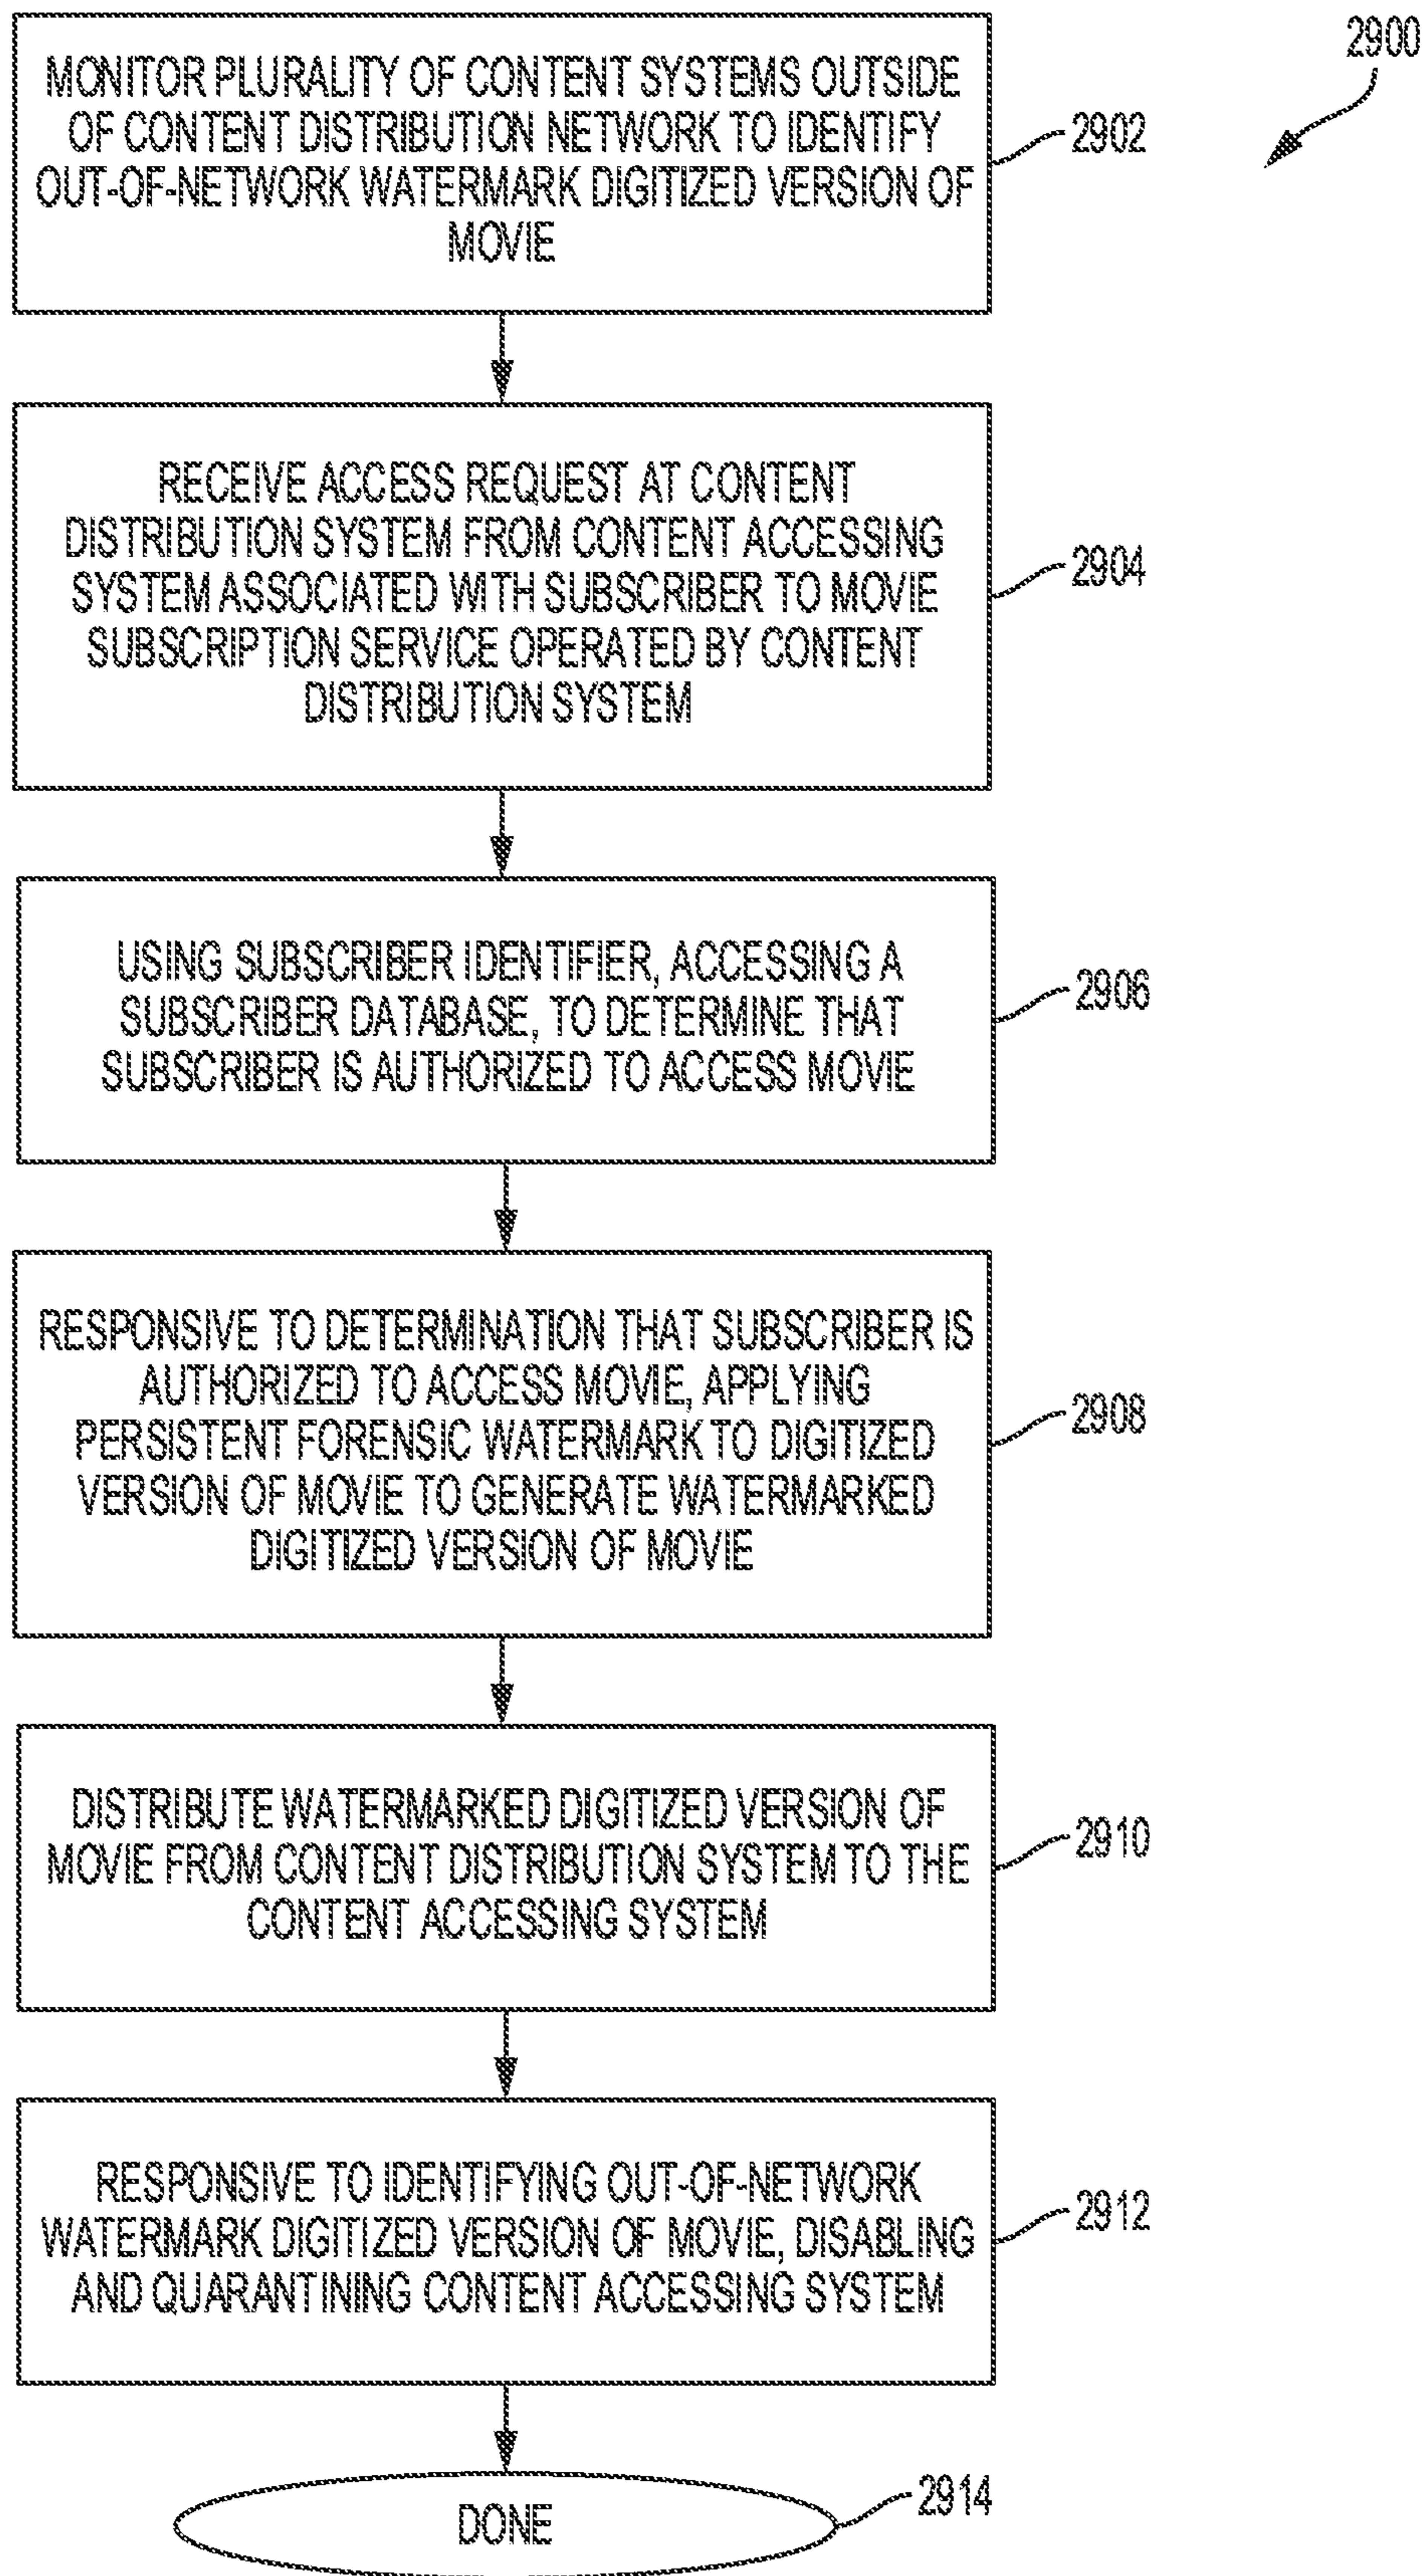 2900
MONITOR PLURALITY OF CONTENT SYSTEMS OUTSIDE
OF CONTENT DISTRIBUTION NETWORK TO IDENTIFY
OUT-OF-NETWORK WATERMARK DIGITIZED VERSION OF
MOVIE
2902
RECEIVE ACCESS REQUEST AT CONTENT
DISTRIBUTION SYSTEM FROM CONTENT ACCESSING
SYSTEM ASSOCIATED WITH SUBSCRIBER TO MOVIE
SUBSCRIPTION SERVICE OPERATED BY CONTENT
DISTRIBUTION SYSTEM
2904
USING SUBSCRIBER IDENTIFIER, ACCESSING A
SUBSCRIBER DATABASE, TO DETERMINE THAT
SUBSCRIBER IS AUTHORIZED TO ACCESS MOVIE
2906
RESPONSIVE TO DETERMINATION THAT SUBSCRIBER IS
AUTHORIZED TO ACCESS MOVIE, APPLYING
PERSISTENT FORENSIC WATERMARK TO DIGITIZED
VERSION OF MOVIE TO GENERATE WATERMARKED
DIGITIZED VERSION OF MOVIE
2908
DISTRIBUTE WATERMARKED DIGITIZED VERSION OF
MOVIE FROM CONTENT DISTRIBUTION SYSTEM TO THE
CONTENT ACCESSING SYSTEM
2910
RESPONSIVE TO IDENTIFYING OUT-OF-NETWORK
WATERMARK DIGITIZED VERSION OF MOVIE, DISABLING
AND QUARANTINING CONTENT ACCESSING SYSTEM
2912
DONE
2914